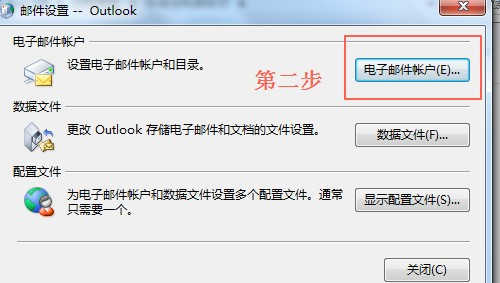 邮件设置 -- Outlook
电子邮件帐户
设置电子邮件帐户和目录。
电子邮件帐户(E)...
第二步
数据文件
更改 Outlook 存储电子邮件和文档的文件设置。
数据文件(F)...
配置文件
为电子邮件帐户和数据文件设置多个配置文件。通常
只需要一个。
显示配置文件(S)...
关闭(C)